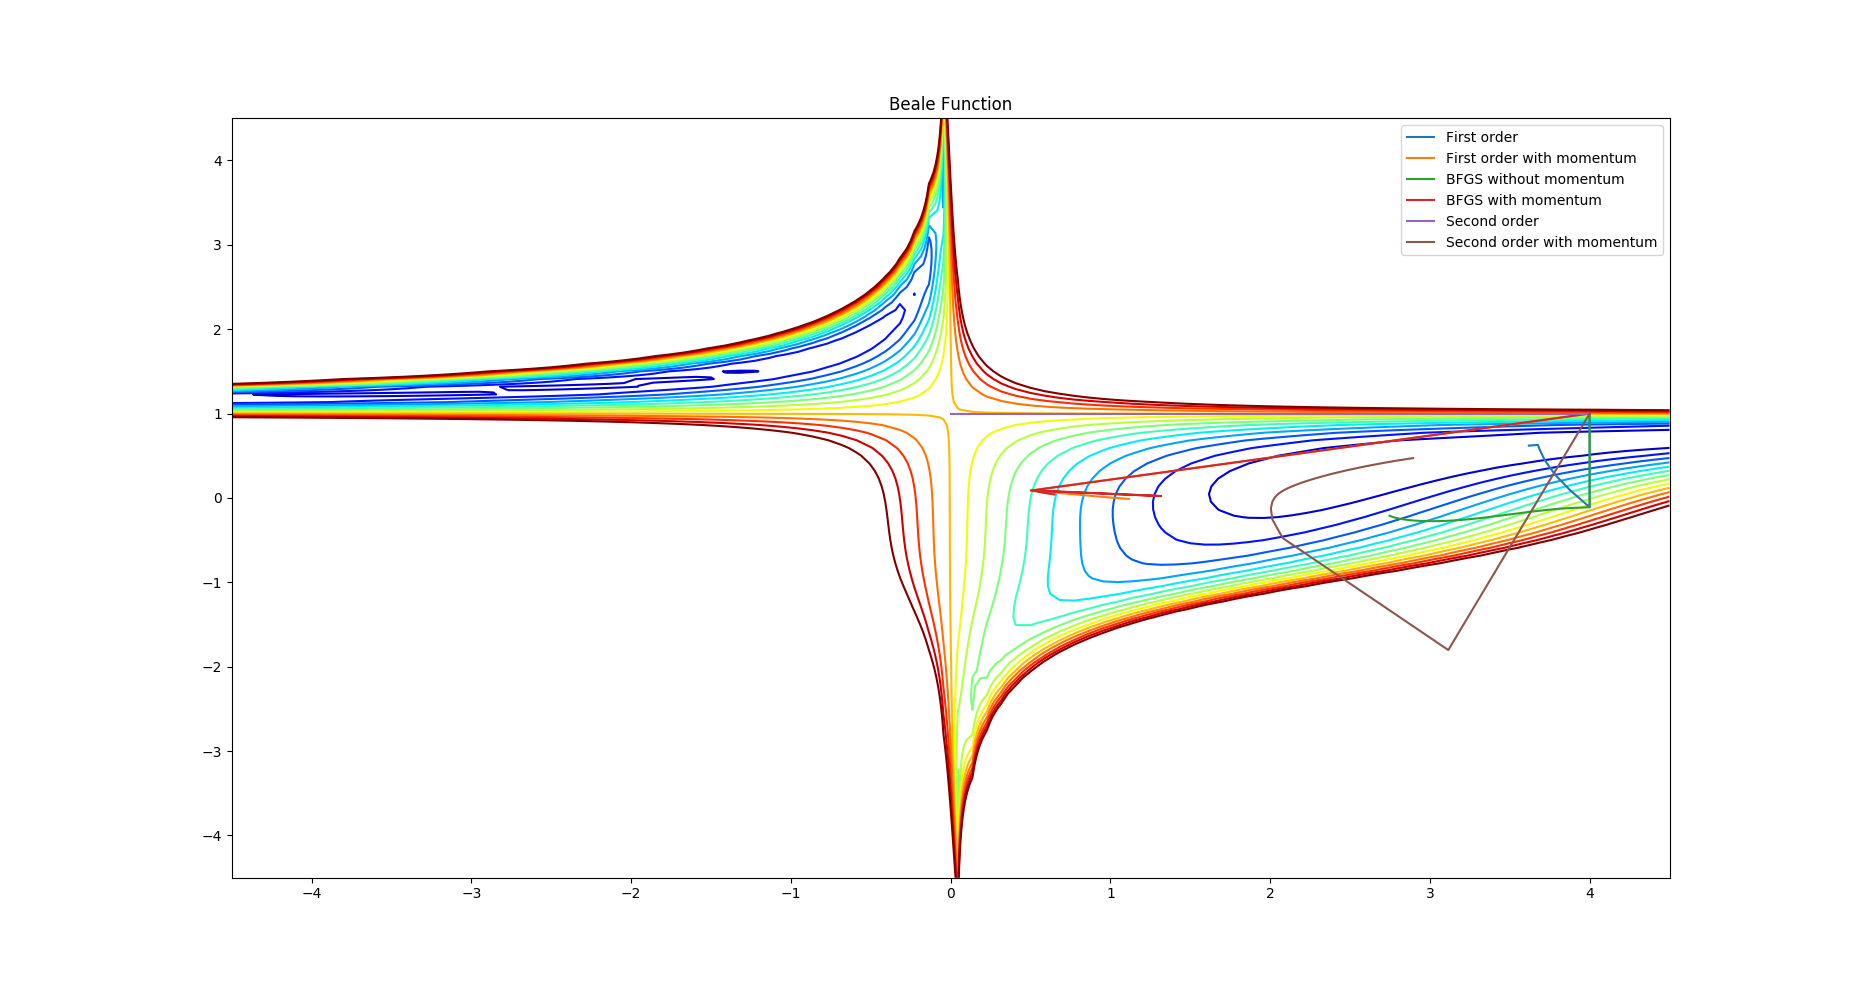 Beale Function
First order
First order with momentum
BFGS without momentum
BFGS with momentum
Second order
Second order with momentum
4
3
2
1
0
−1
−2
−3
−4
−4 −3 −2 −1 0 1 2 3 4